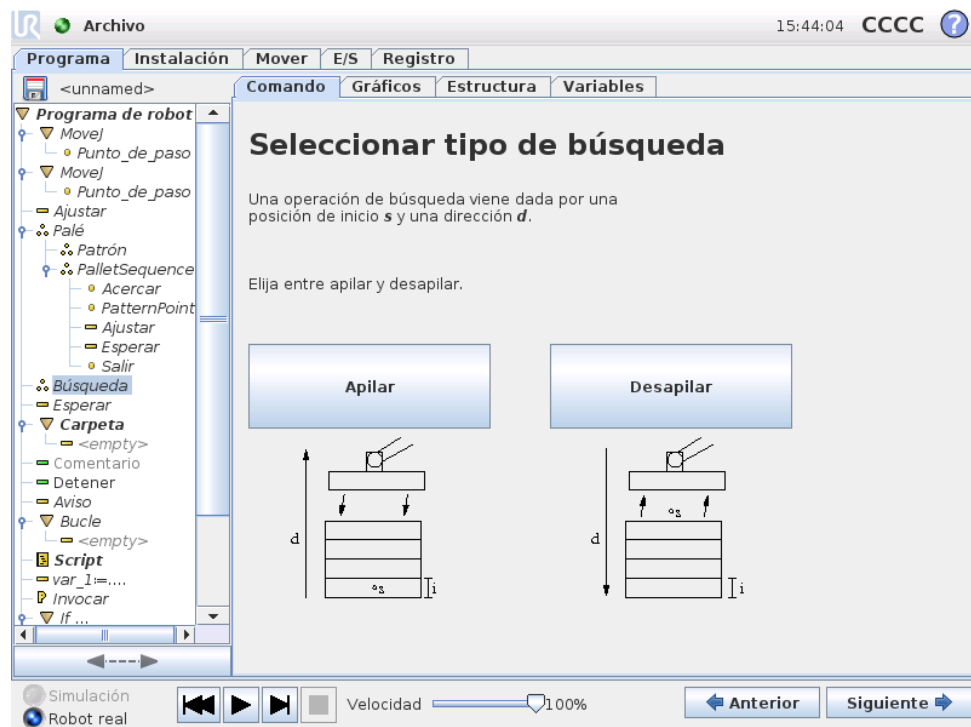 UR Archivo 15:44:04 CCCC ?
Programa Instalación Mover E/S Registro
<unnamed>
Comando Gráficos Estructura Variables
Programa de robot
MoveJ
Punto_de_paso
MoveJ
Punto_de_paso
Ajustar
Palé
Patrón
PalletSequence
Acercar
PatternPoint
Ajustar
Esperar
Salir
Búsqueda
Esperar
Carpeta
<empty>
Comentario
Detener
Aviso
Bucle
<empty>
Script
var_1:=....
Invocar
If ...
Seleccionar tipo de búsqueda
Una operación de búsqueda viene dada por una
posición de inicio s y una dirección d.
Elija entre apilar y desapilar.
Apilar
Desapilar
d
s
i
s
d
i
Simulación
Robot real
Velocidad 100%
Anterior
Siguiente